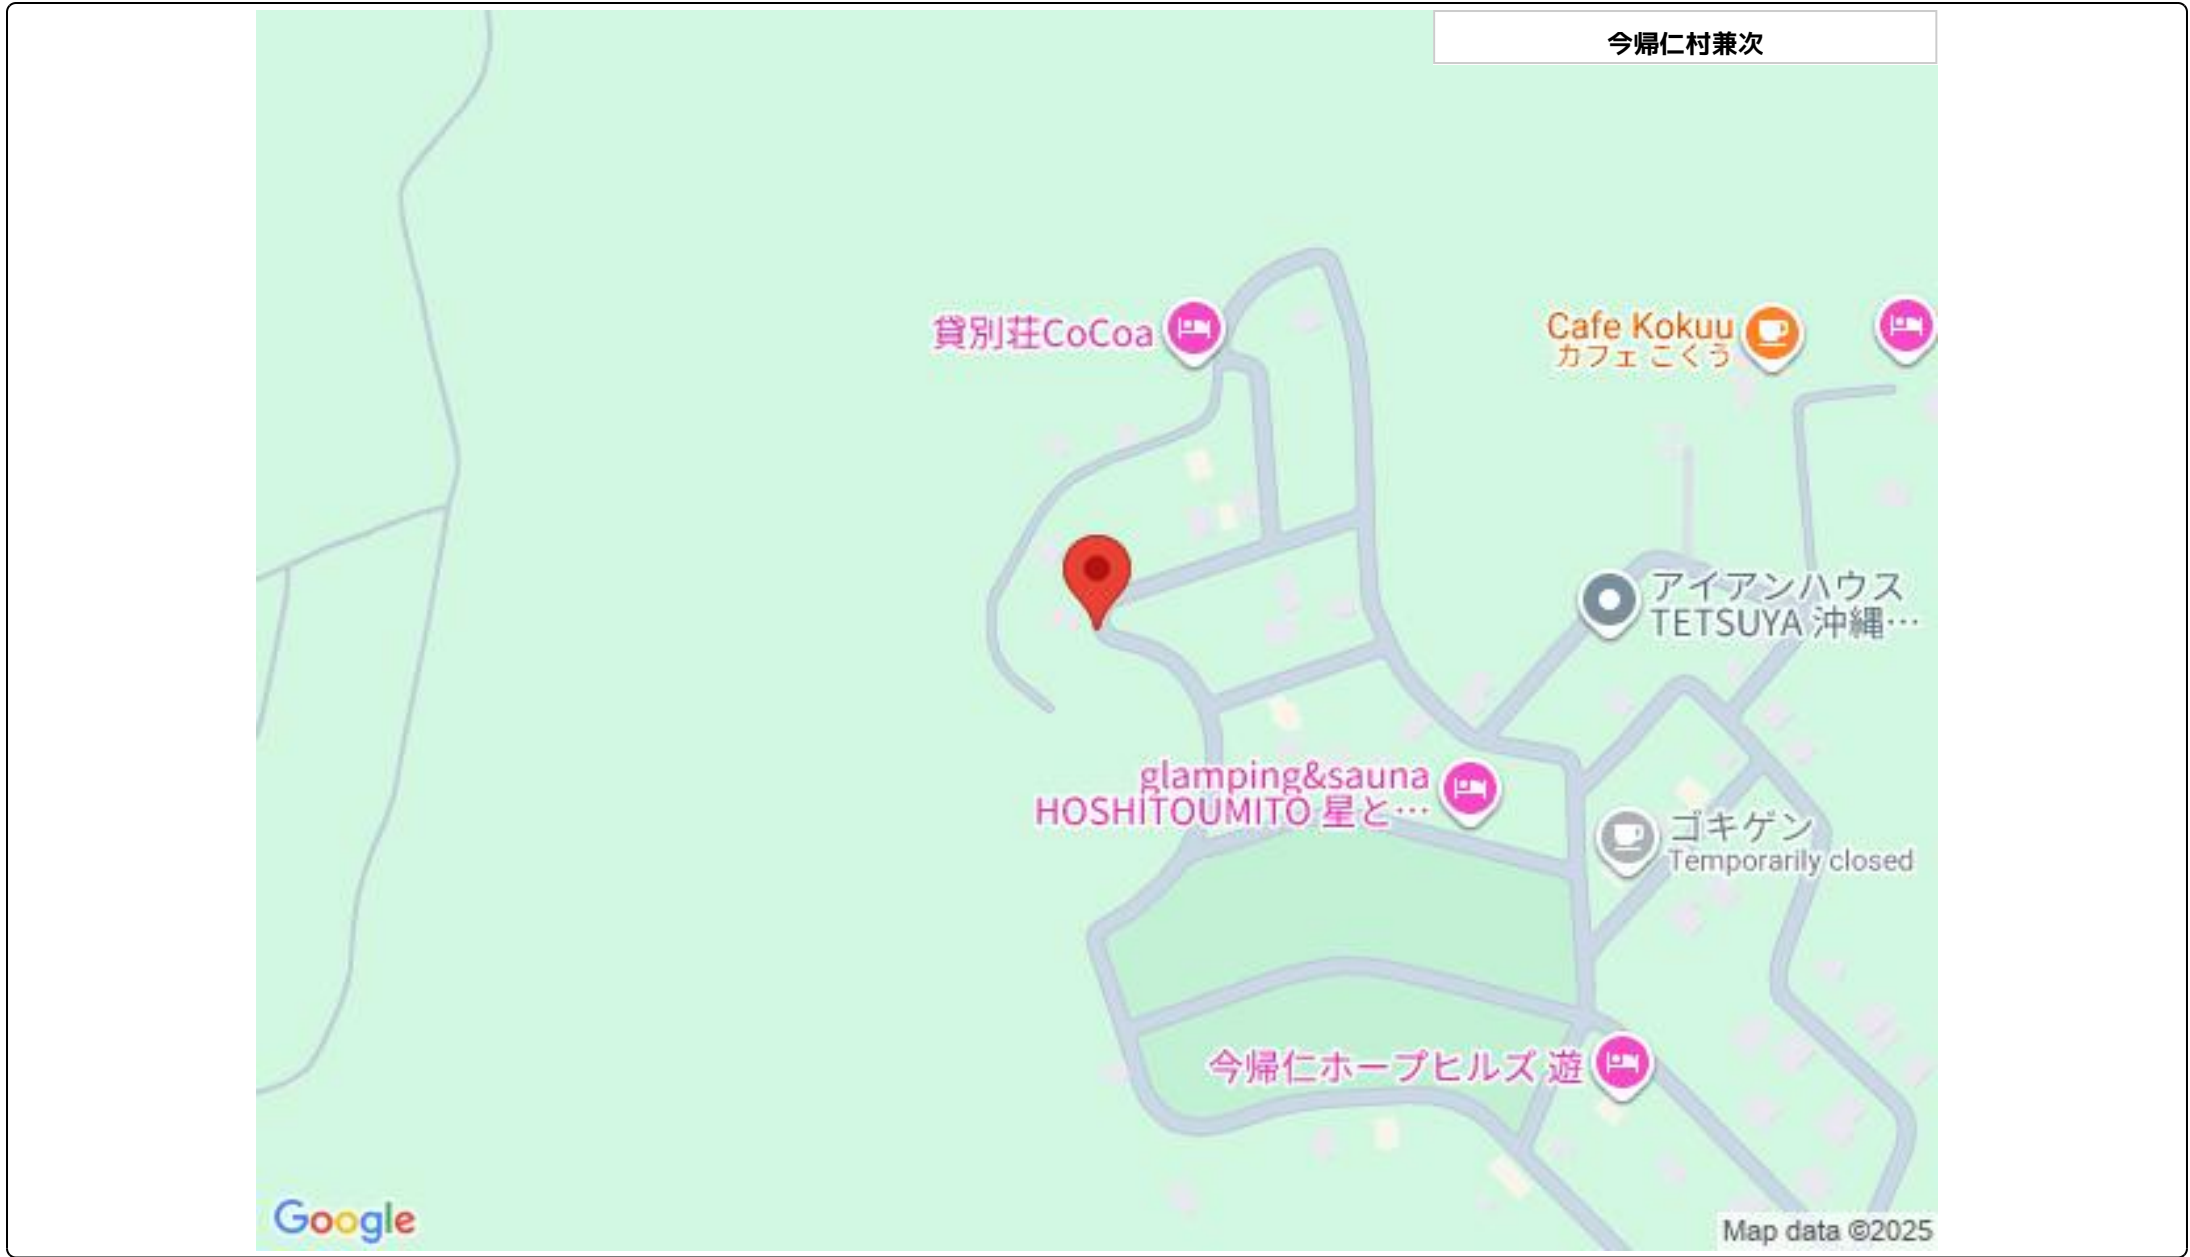 今帰仁村兼次
貸別荘CoCoa
Cafe Kokuu
カフェ こくう
アイアンハウス
TETSUYA 沖縄…
glamping&sauna
HOSHITOUMITO 星と…
ゴキゲン
Temporarily closed
今帰仁ホープヒルズ 遊
Google
Map data ©2025